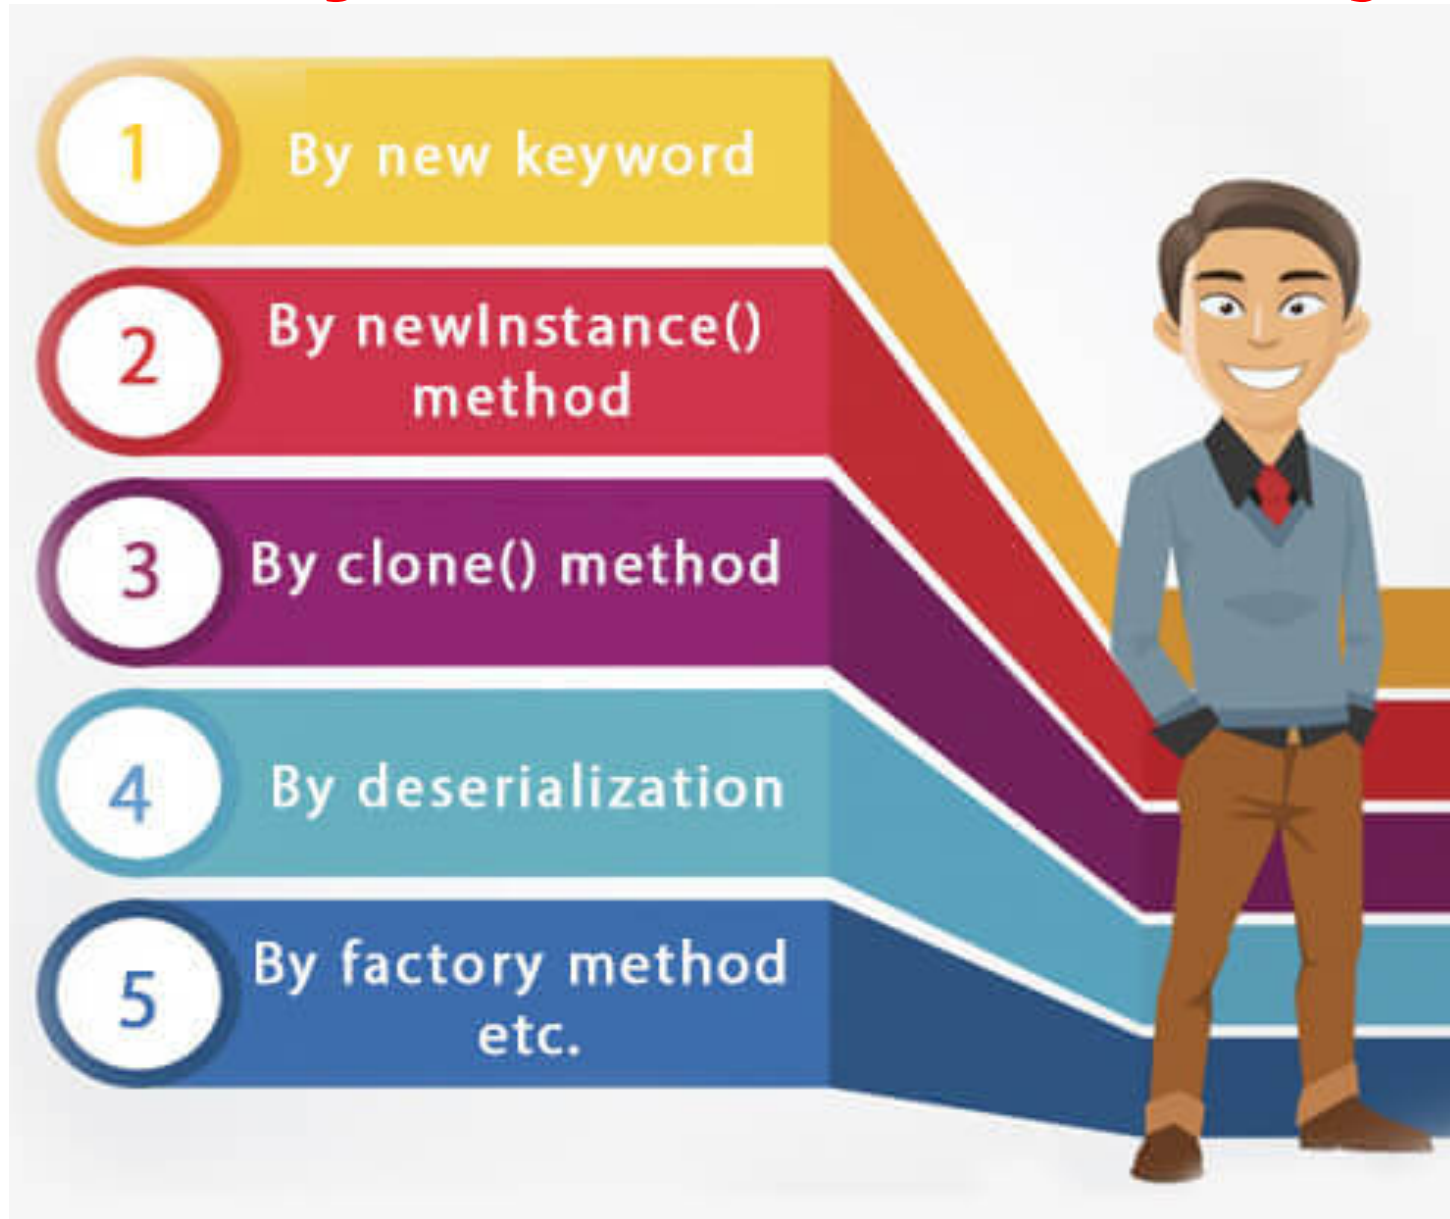 1
By new keyword
2
By newInstance()
method
3
By clone() method
4
By deserialization
5
By factory method
etc.